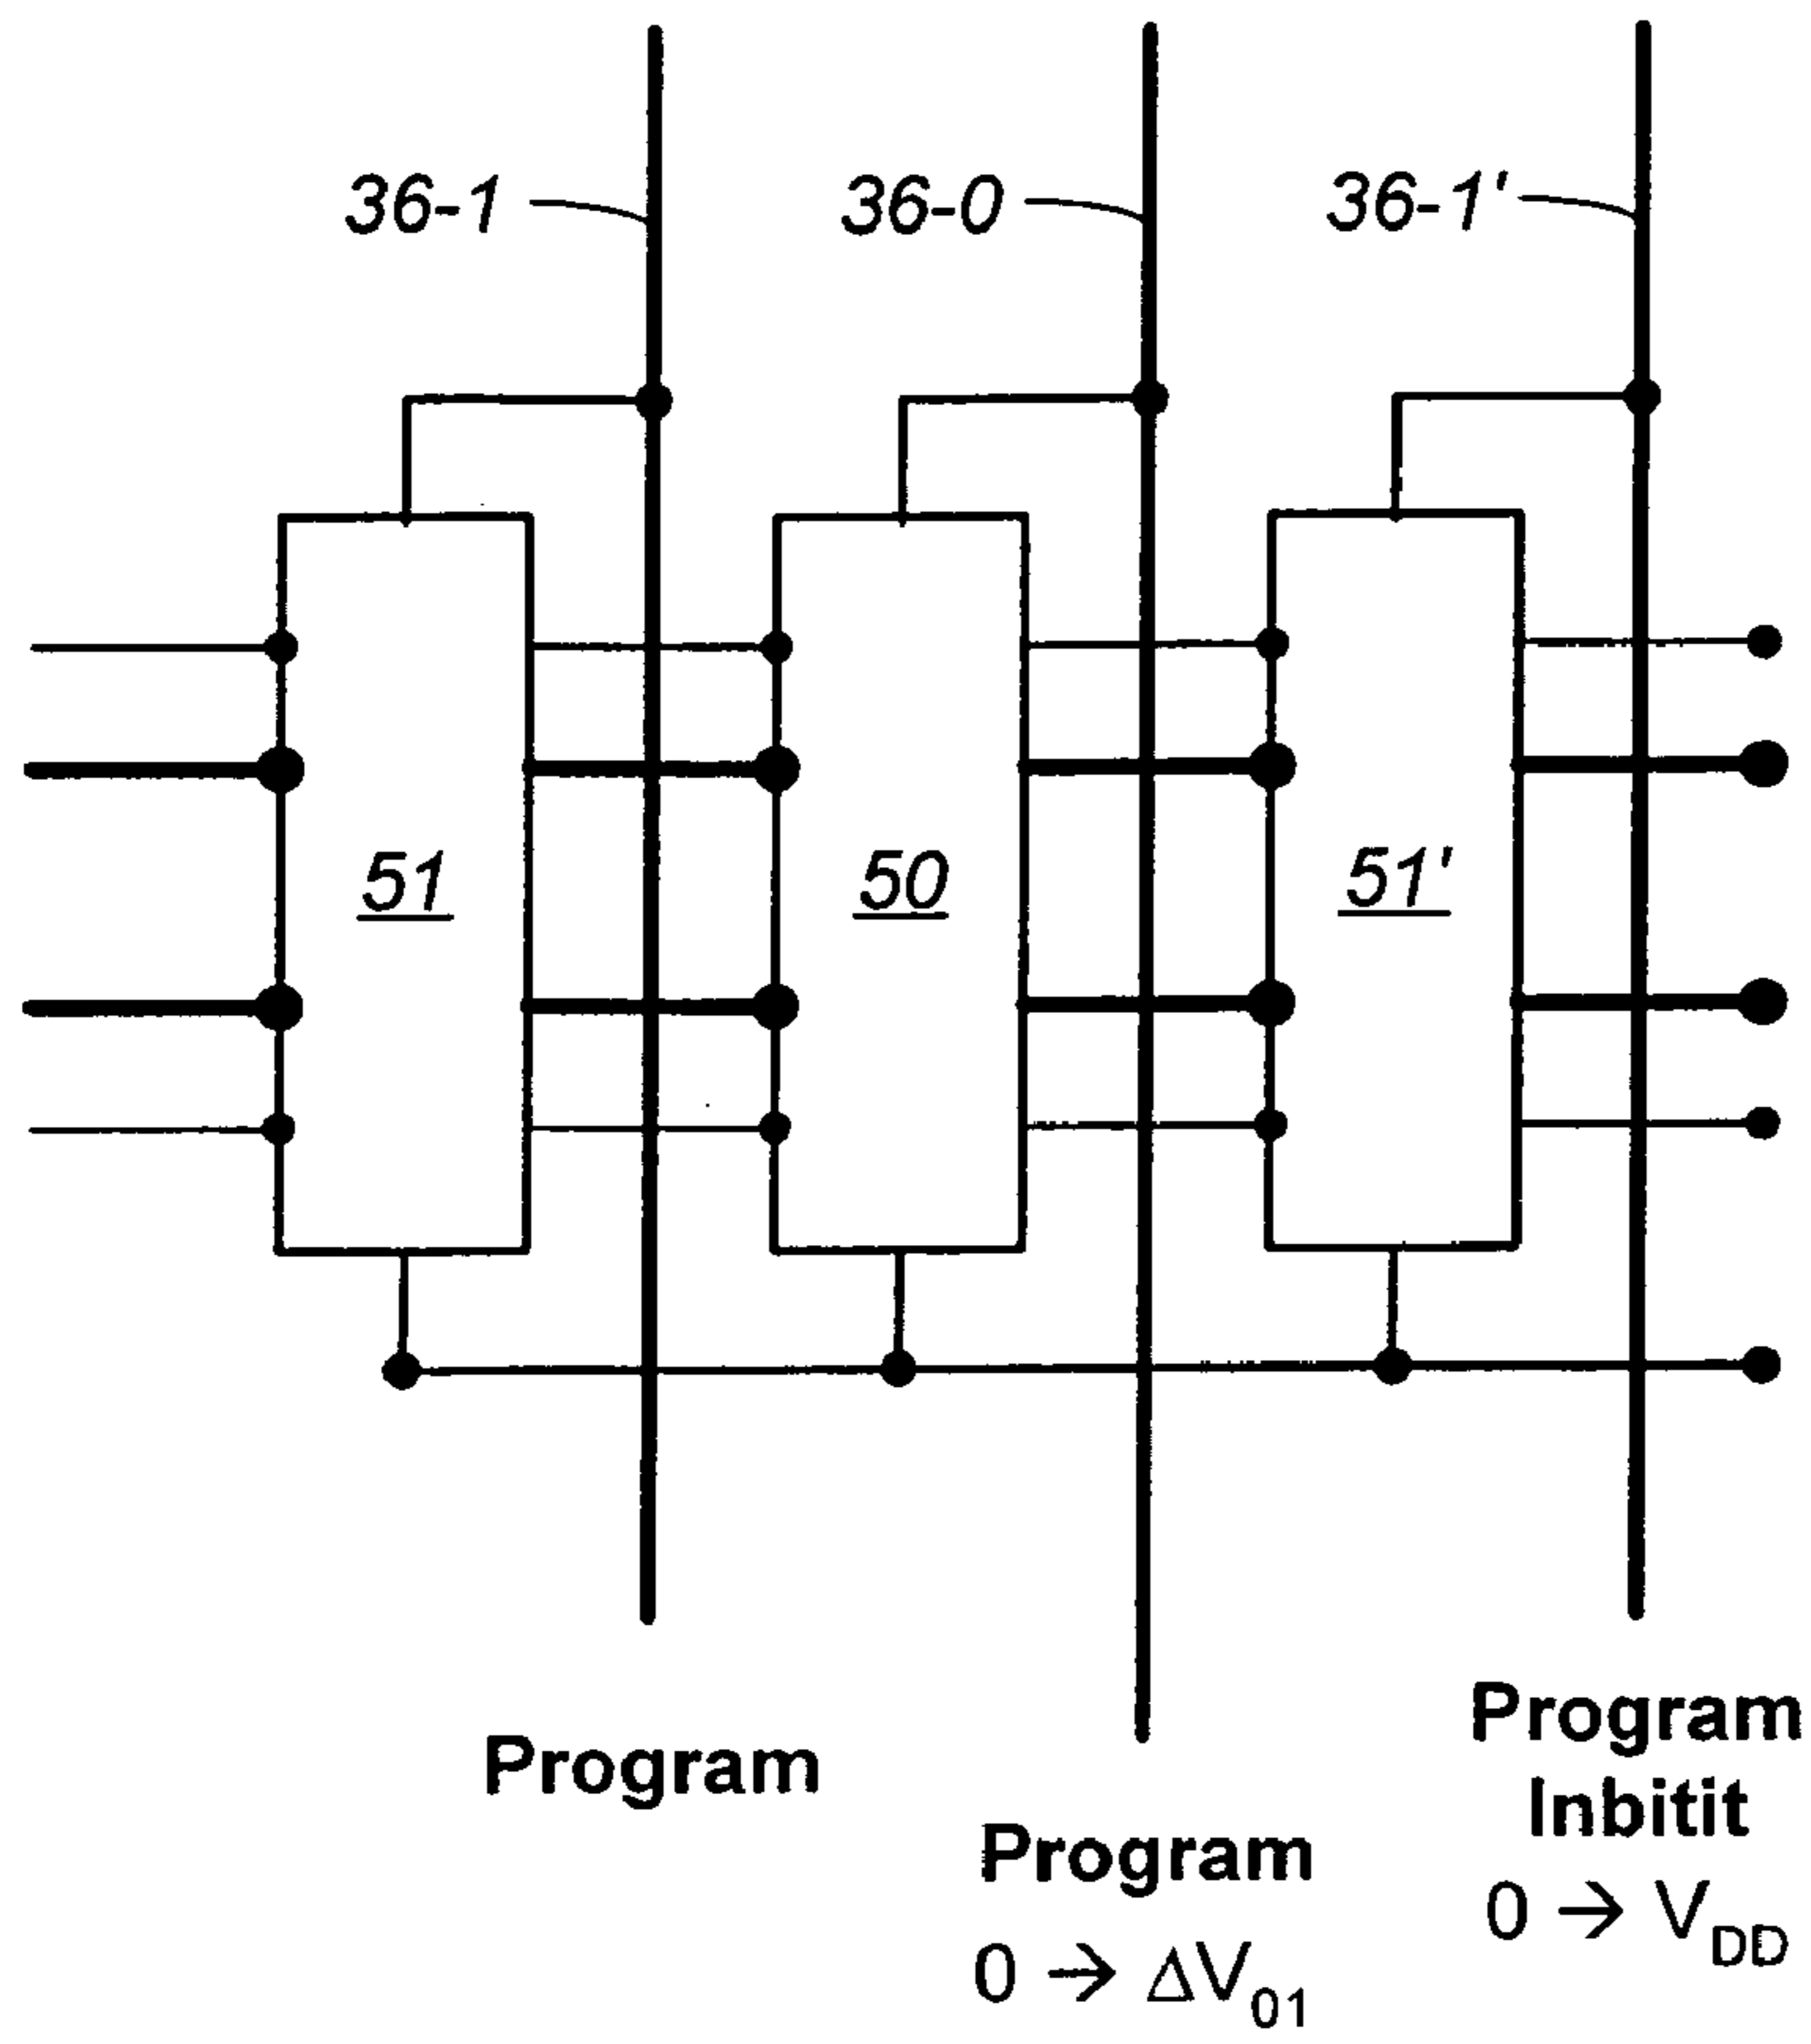 36-1
36-0
36-1'
51
50
51'
Program
Program
0 → ΔV01
Program
Inbitit
0 → VDD